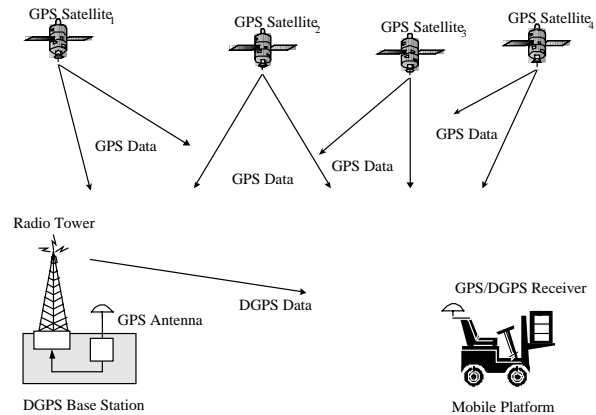 GPS Satellite1
GPS Satellite2
GPS Satellite3
GPS Satellite4
GPS Data
GPS Data
GPS Data
GPS Data
Radio Tower
GPS Antenna
DGPS Data
GPS/DGPS Receiver
DGPS Base Station
Mobile Platform